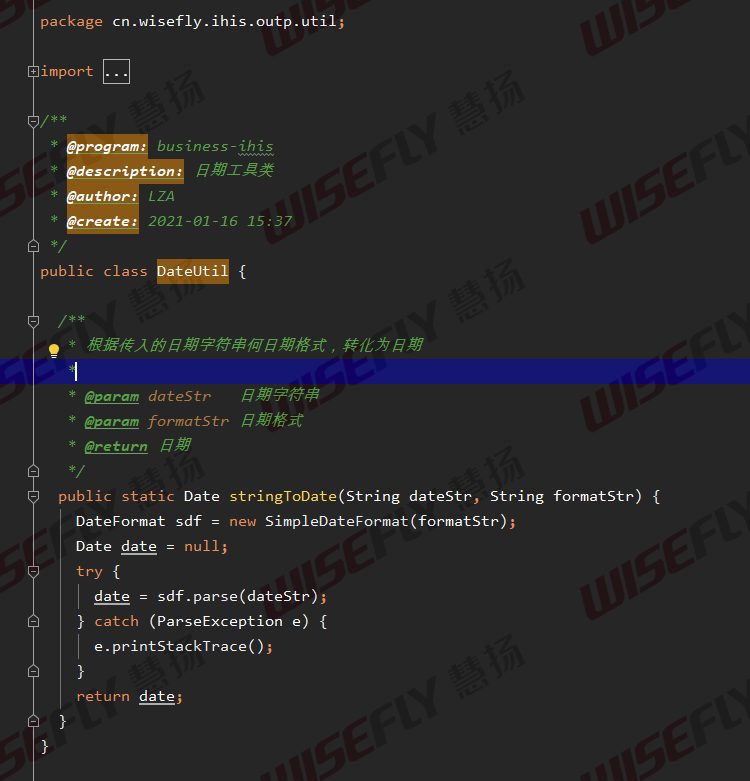 package cn.wisefly.ihis.outp.util;
import ...
/**
* @program: business-ihis
* @description: 日期工具类
* @author: LZA
* @create: 2021-01-16 15:37
*/
public class DateUtil {
/**
* 根据传入的日期字符串何日期格式，转化为日期
*
* @param dateStr 日期字符串
* @param formatStr 日期格式
* @return 日期
*/
public static Date stringToDate(String dateStr, String formatStr) {
DateFormat sdf = new SimpleDateFormat(formatStr);
Date date = null;
try {
date = sdf.parse(dateStr);
} catch (ParseException e) {
e.printStackTrace();
}
return date;
}
}
WISEFLY 慧扬